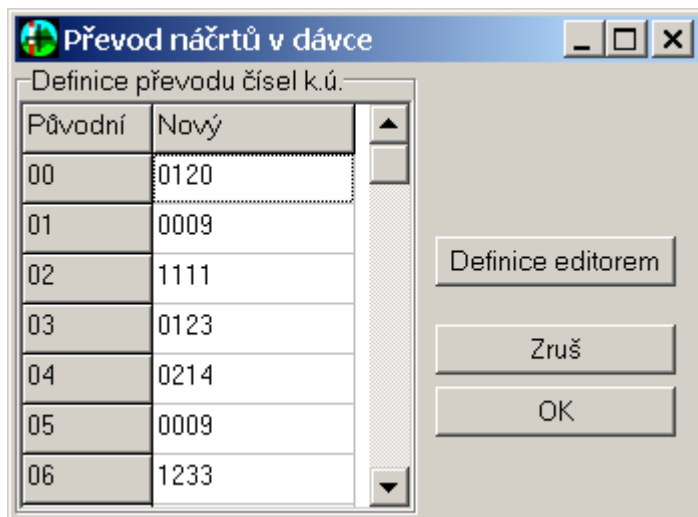 Převod náčrtů v dávce
Definice převodu čísel k.ú.
Původní Nový
00 0120
01 0009
02 1111
03 0123
04 0214
05 0009
06 1233
Definice editorem
Zruš
OK